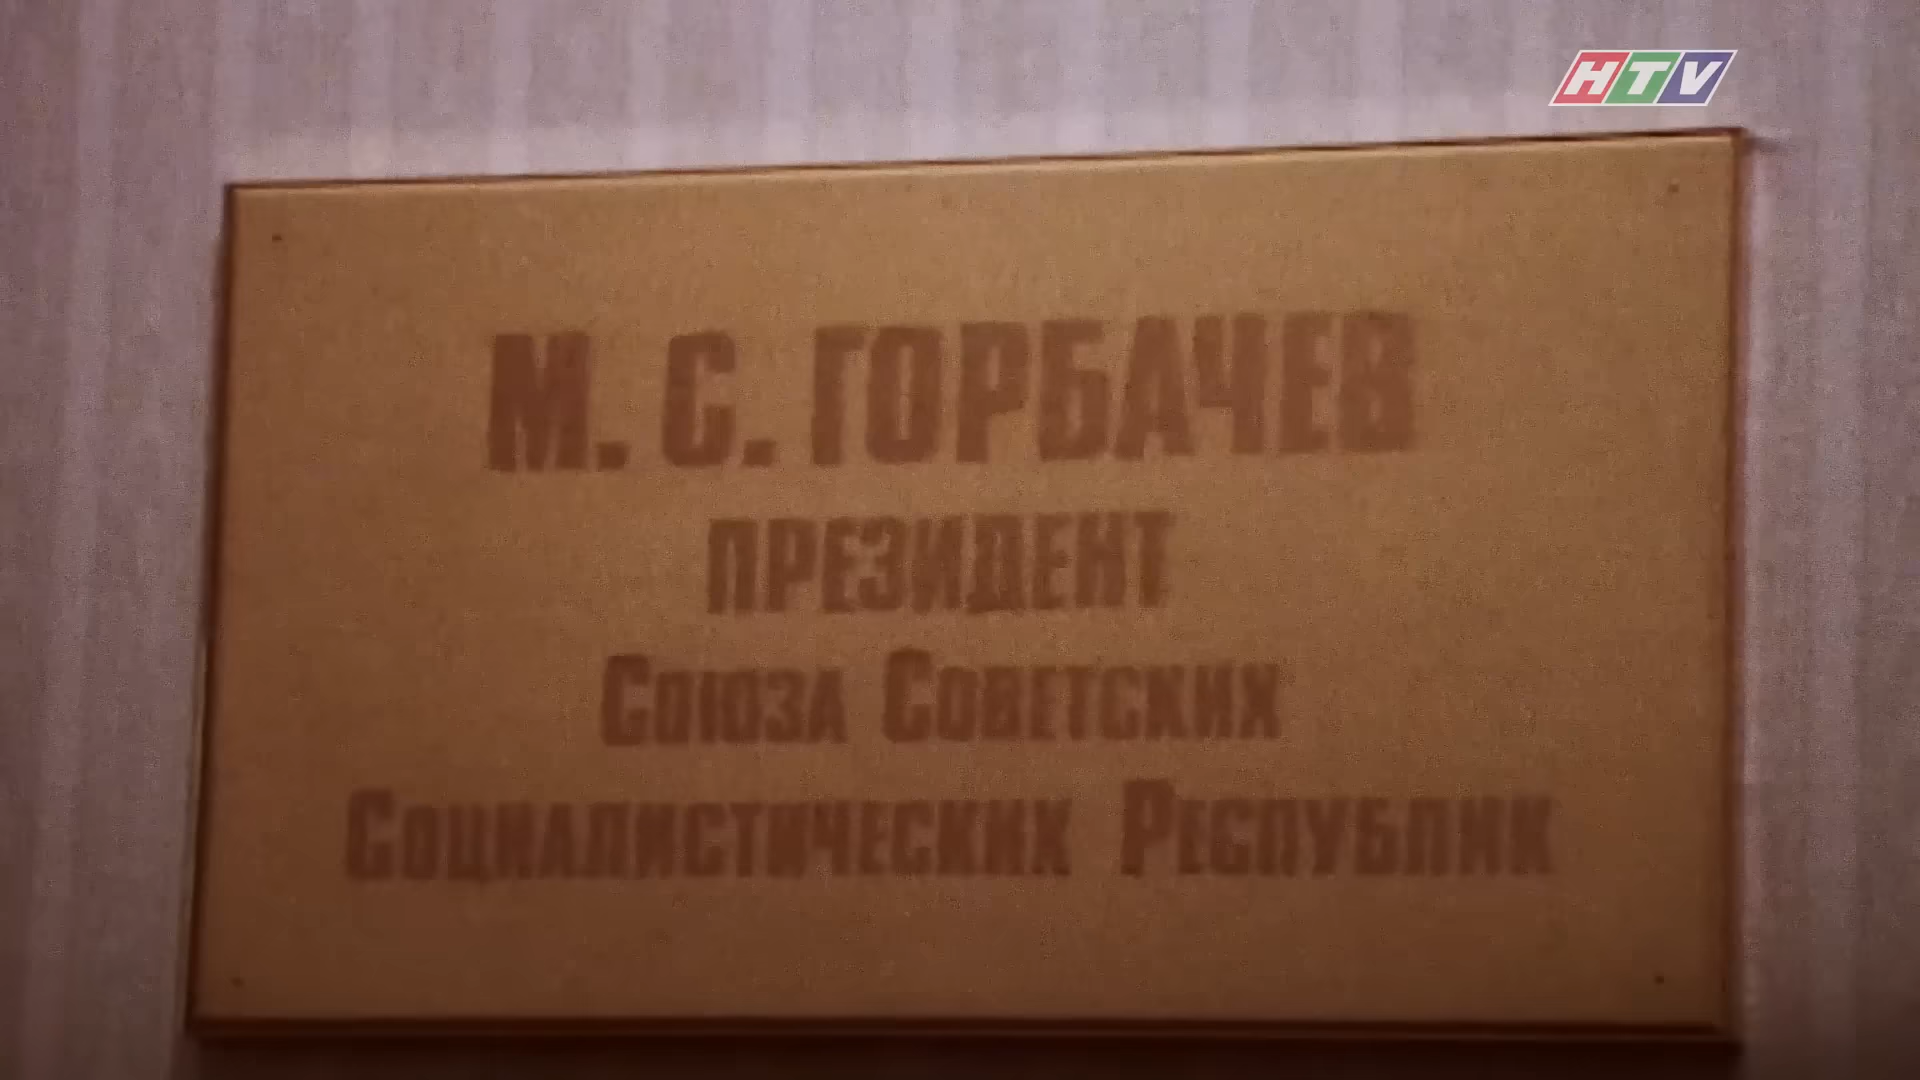 HTV
М. С. ГОРБАЧЕВ
ПРЕЗИДЕНТ
СОЮЗА СОВЕТСКИХ
СОЦИАЛИСТИЧЕСКИХ РЕСПУБЛИК